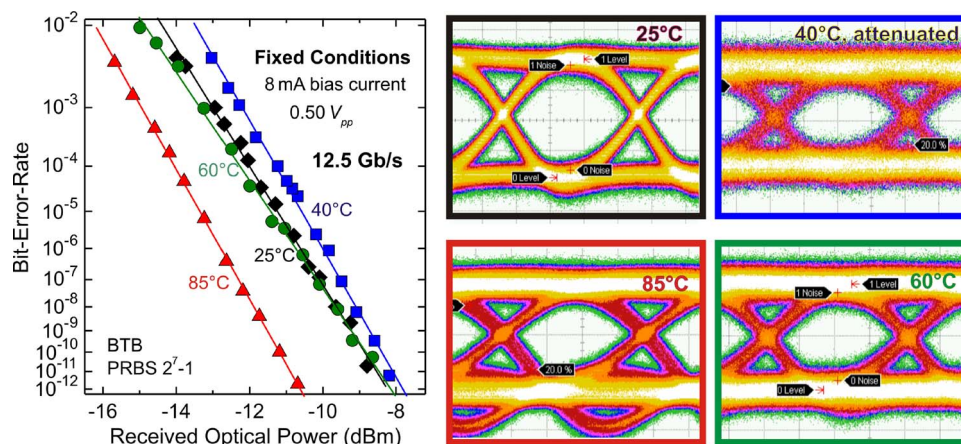 10⁻²
10⁻³
10⁻⁴
10⁻⁵
10⁻⁶
10⁻⁷
10⁻⁸
10⁻⁹
10⁻¹⁰
10⁻¹¹
10⁻¹²
Bit-Error-Rate
Fixed Conditions
8 mA bias current
0.50 Vpp
12.5 Gb/s
60°C
40°C
25°C
85°C
BTB
PRBS 2⁷-1
-16 -14 -12 -10 -8
Received Optical Power (dBm)
25°C
1 Level
1 Noise
0 Noise
0 Level
40°C, attenuated
20.0 %
85°C
20.0 %
60°C
1 Level
1 Noise
0 Noise
0 Level